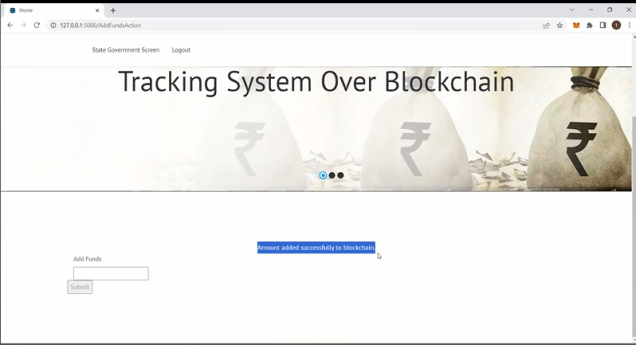 Home
127.0.0.1:5000/AddFundsAction
State Government Screen Logout
Tracking System Over Blockchain
₹ ₹ ₹
Amount added successfully to blockchain.
Add Funds
Submit